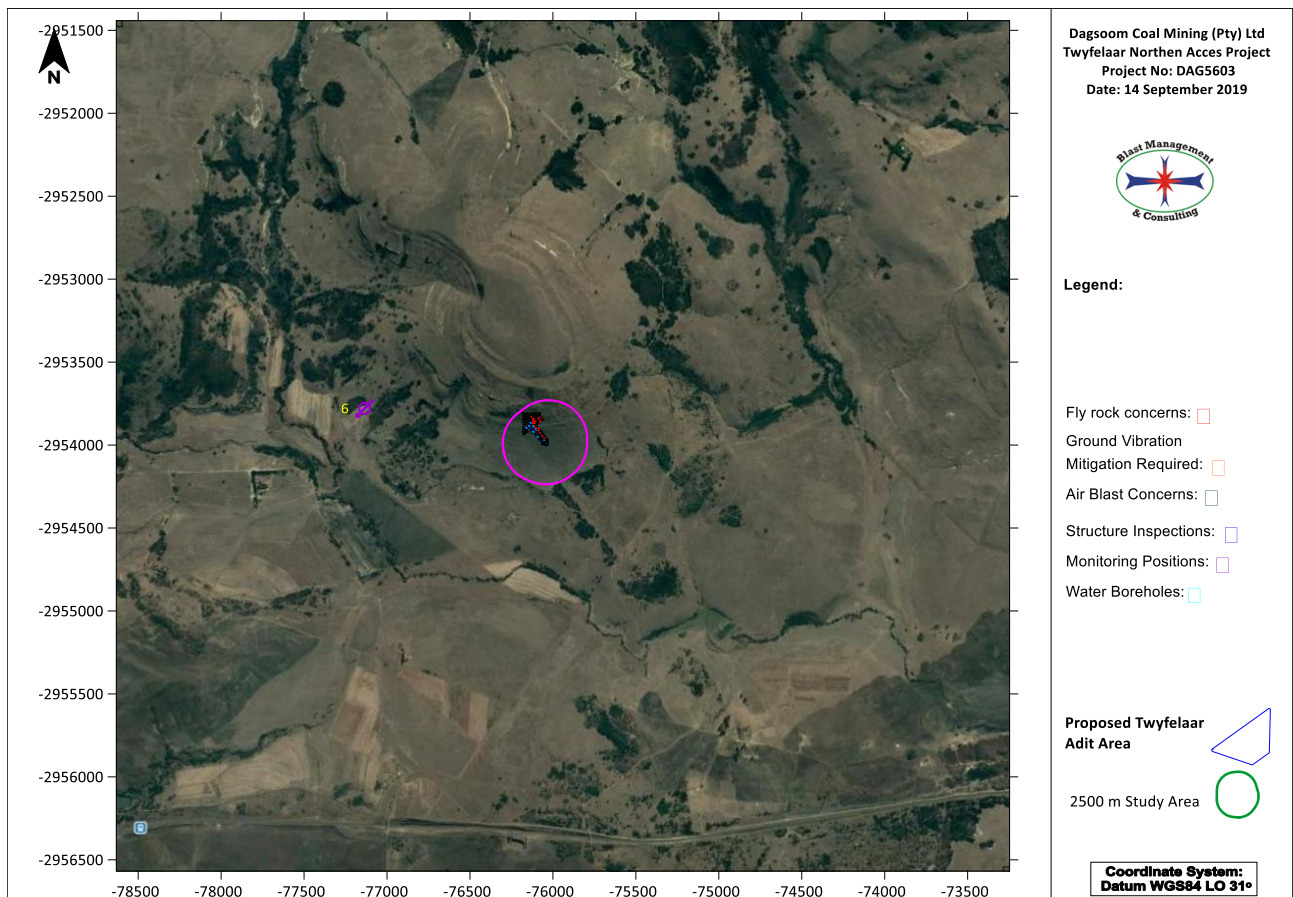 Dagsoom Coal Mining (Pty) Ltd
Twyfelaar Northen Acces Project
Project No: DAG5603
Date: 14 September 2019
Blast Management
& Consulting
Legend:
Fly rock concerns:
Ground Vibration
Mitigation Required:
Air Blast Concerns:
Structure Inspections:
Monitoring Positions:
Water Boreholes:
Proposed Twyfelaar
Adit Area
2500 m Study Area
Coordinate System:
Datum WGS84 LO 31º
N
-2951500
-2952000
-2952500
-2953000
-2953500
-2954000
-2954500
-2955000
-2955500
-2956000
-2956500
6
-78500 -78000 -77500 -77000 -76500 -76000 -75500 -75000 -74500 -74000 -73500